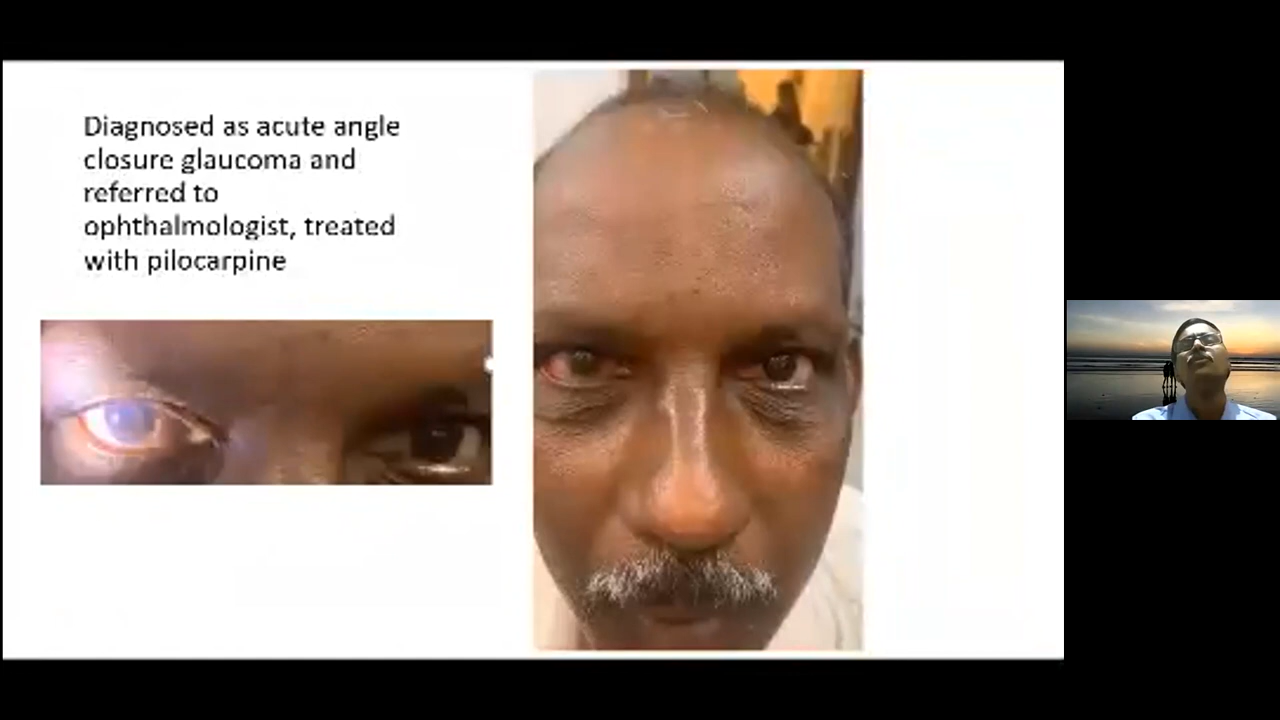 Diagnosed as acute angle
closure glaucoma and
referred to
ophthalmologist, treated
with pilocarpine